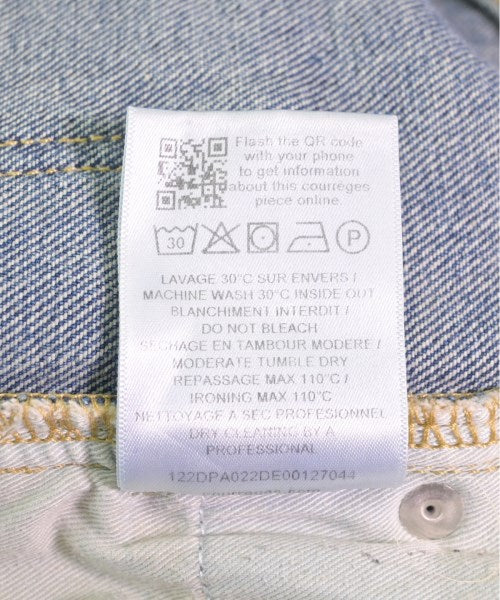 Flash the QR code
with your phone
to get information
about this courreges
piece online.
30 P
LAVAGE 30°C SUR ENVERS /
MACHINE WASH 30°C INSIDE OUT
BLANCHIMENT INTERDIT /
DO NOT BLEACH
SECHAGE EN TAMBOUR MODERE /
MODERATE TUMBLE DRY
REPASSAGE MAX 110°C /
IRONING MAX 110°C
NETTOYAGE A SEC PROFESIONNEL
DRY CLEARING BY A
PROFESSIONAL
122DPA022DE00127044